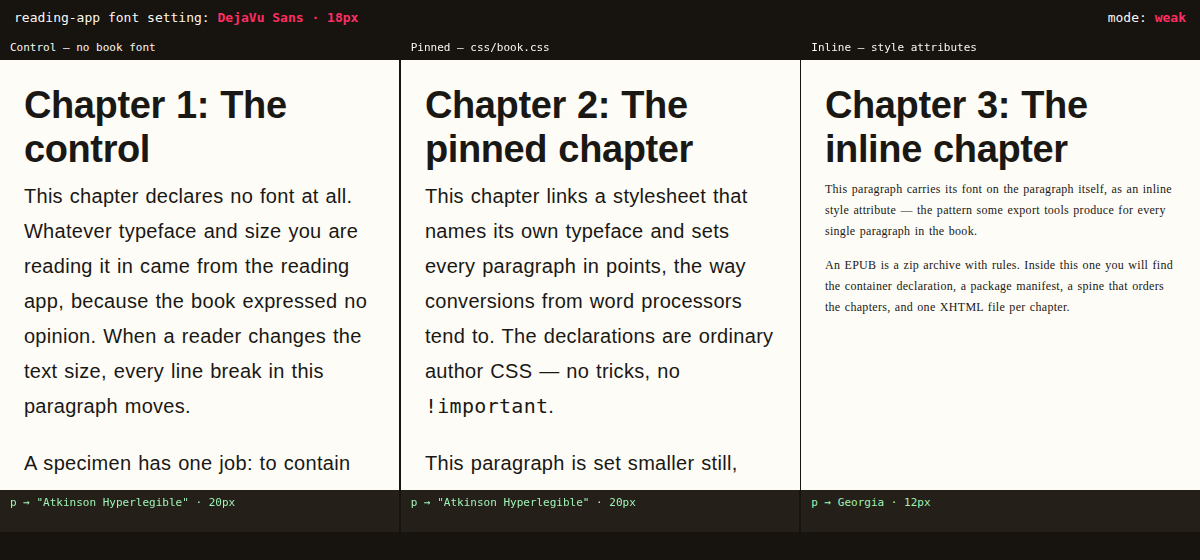 reading-app font setting: DejaVu Sans · 18px
mode: weak
Control — no book font
Pinned — css/book.css
Inline — style attributes
Chapter 1: The
control
This chapter declares no font at all.
Whatever typeface and size you are
reading it in came from the reading
app, because the book expressed no
opinion. When a reader changes the
text size, every line break in this
paragraph moves.
A specimen has one job: to contain
p → "Atkinson Hyperlegible" · 20px
Chapter 2: The
pinned chapter
This chapter links a stylesheet that
names its own typeface and sets
every paragraph in points, the way
conversions from word processors
tend to. The declarations are ordinary
author CSS — no tricks, no
!important.
This paragraph is set smaller still,
p → "Atkinson Hyperlegible" · 20px
Chapter 3: The
inline chapter
This paragraph carries its font on the paragraph itself, as an inline
style attribute — the pattern some export tools produce for every
single paragraph in the book.
An EPUB is a zip archive with rules. Inside this one you will find
the container declaration, a package manifest, a spine that orders
the chapters, and one XHTML file per chapter.
p → Georgia · 12px